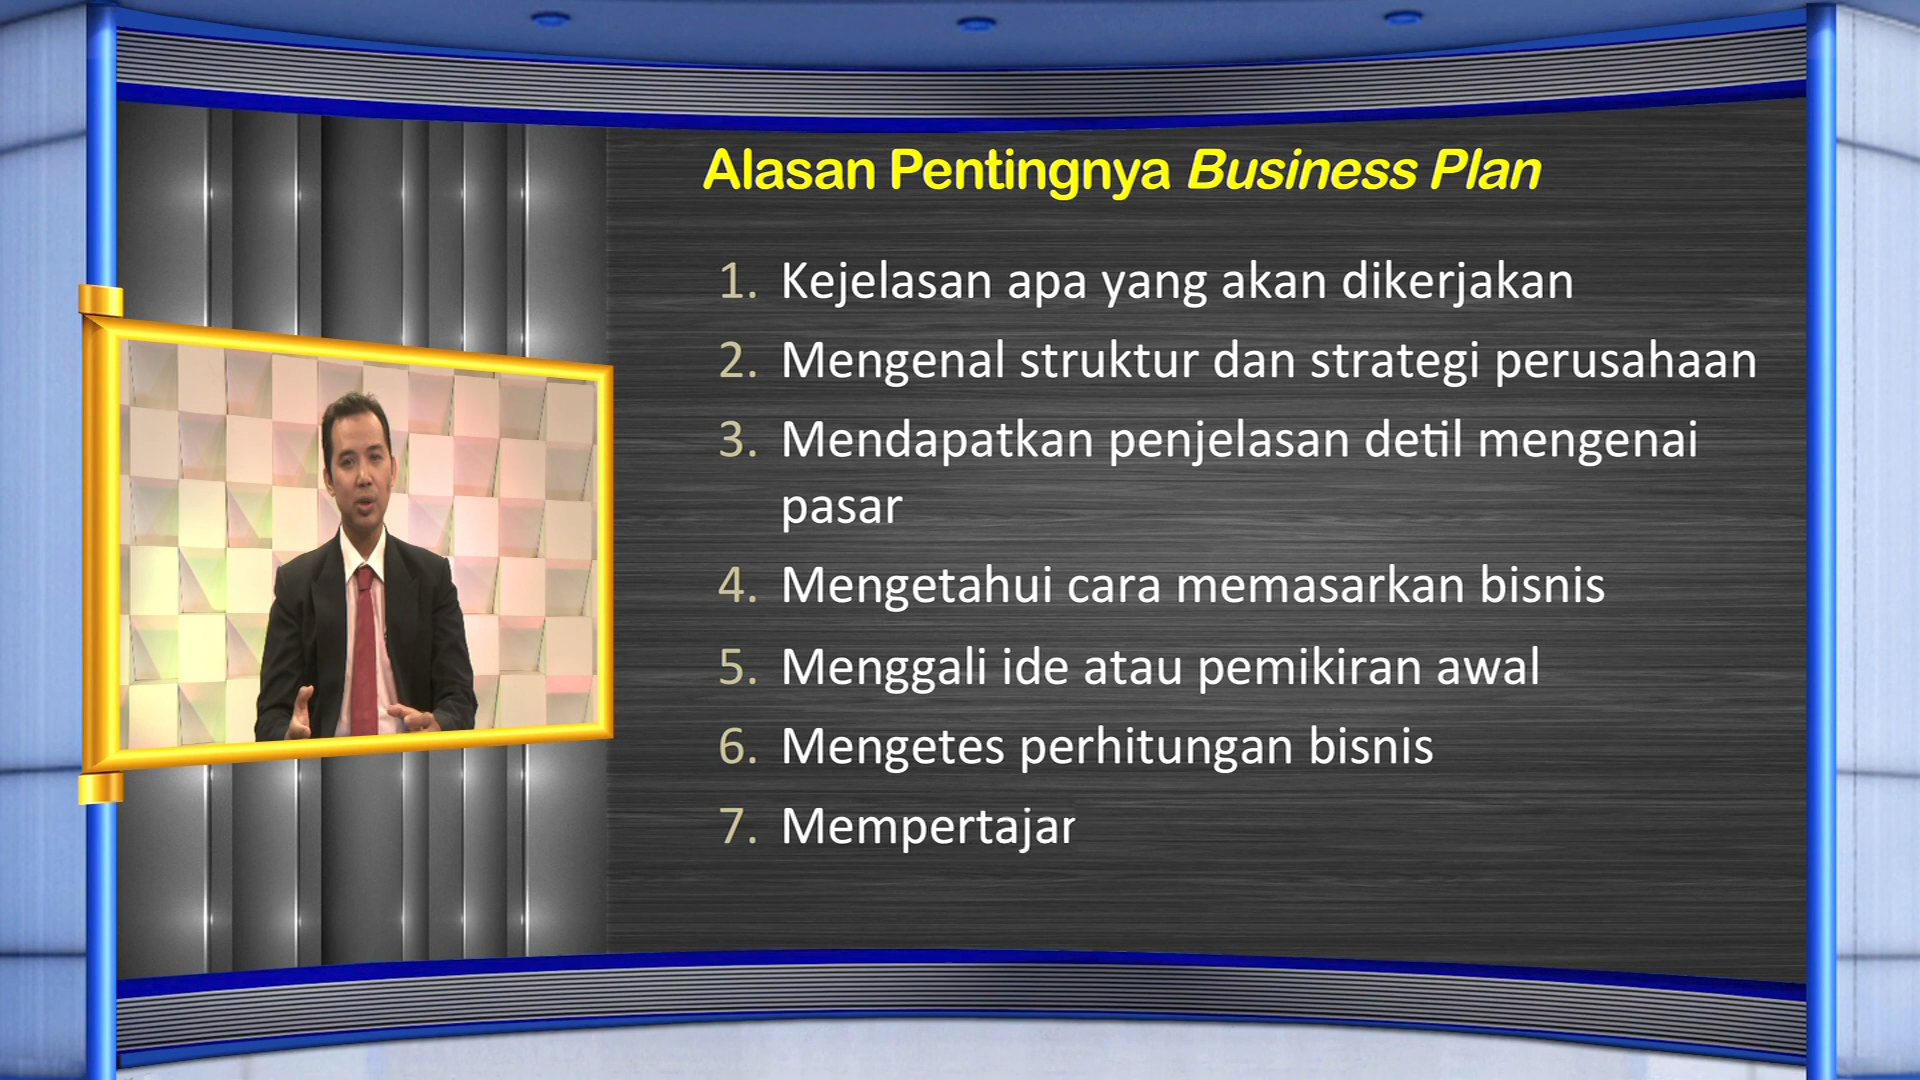 Alasan Pentingnya Business Plan
1. Kejelasan apa yang akan dikerjakan
2. Mengenal struktur dan strategi perusahaan
3. Mendapatkan penjelasan detil mengenai
pasar
4. Mengetahui cara memasarkan bisnis
5. Menggali ide atau pemikiran awal
6. Mengetes perhitungan bisnis
7. Mempertajar